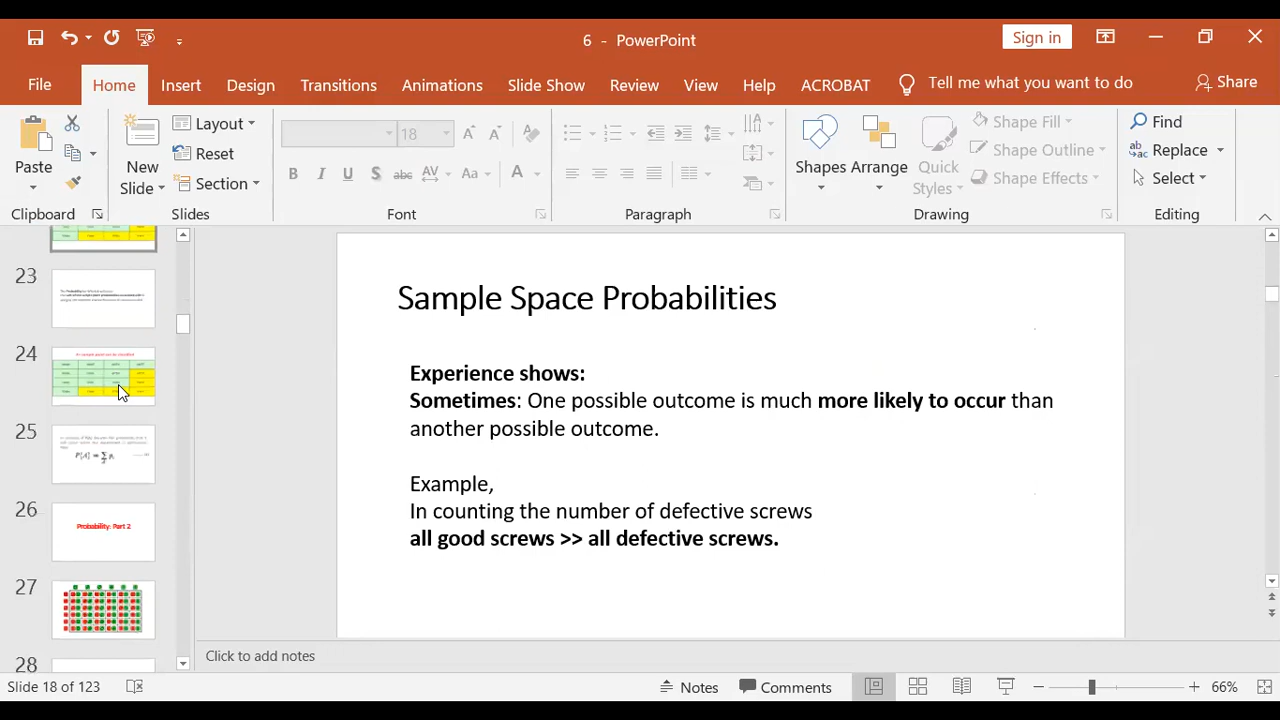 6 - PowerPoint
Sign in
File
Home
Insert
Design
Transitions
Animations
Slide Show
Review
View
Help
ACROBAT
Tell me what you want to do
Share
Paste
New
Slide
Layout
Reset
Section
18
B I U S abc AV Aa A
Shapes
Arrange
Quick
Styles
Shape Fill
Shape Outline
Shape Effects
Find
Replace
Select
Clipboard
Slides
Font
Paragraph
Drawing
Editing
23
24
25
26
Probability: Part 2
27
28
Sample Space Probabilities
Experience shows:
Sometimes: One possible outcome is much more likely to occur than
another possible outcome.
Example,
In counting the number of defective screws
all good screws >> all defective screws.
Click to add notes
Slide 18 of 123
Notes
Comments
66%